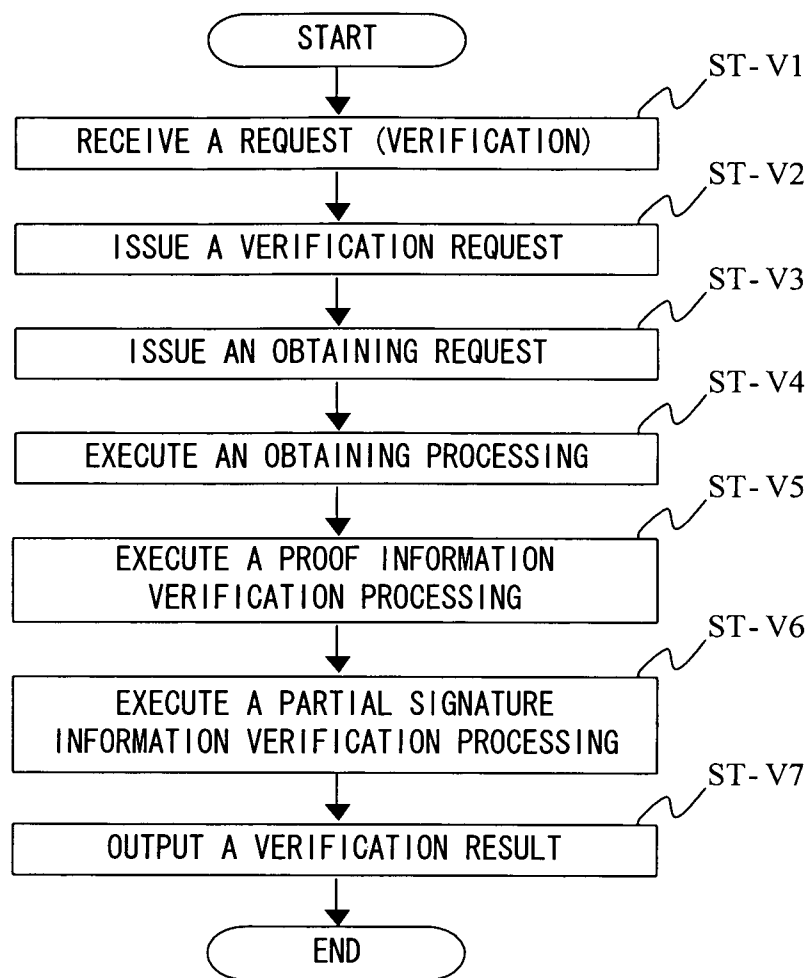 START
ST-V1
RECEIVE A REQUEST (VERIFICATION)
ST-V2
ISSUE A VERIFICATION REQUEST
ST-V3
ISSUE AN OBTAINING REQUEST
ST-V4
EXECUTE AN OBTAINING PROCESSING
ST-V5
EXECUTE A PROOF INFORMATION
VERIFICATION PROCESSING
ST-V6
EXECUTE A PARTIAL SIGNATURE
INFORMATION VERIFICATION PROCESSING
ST-V7
OUTPUT A VERIFICATION RESULT
END